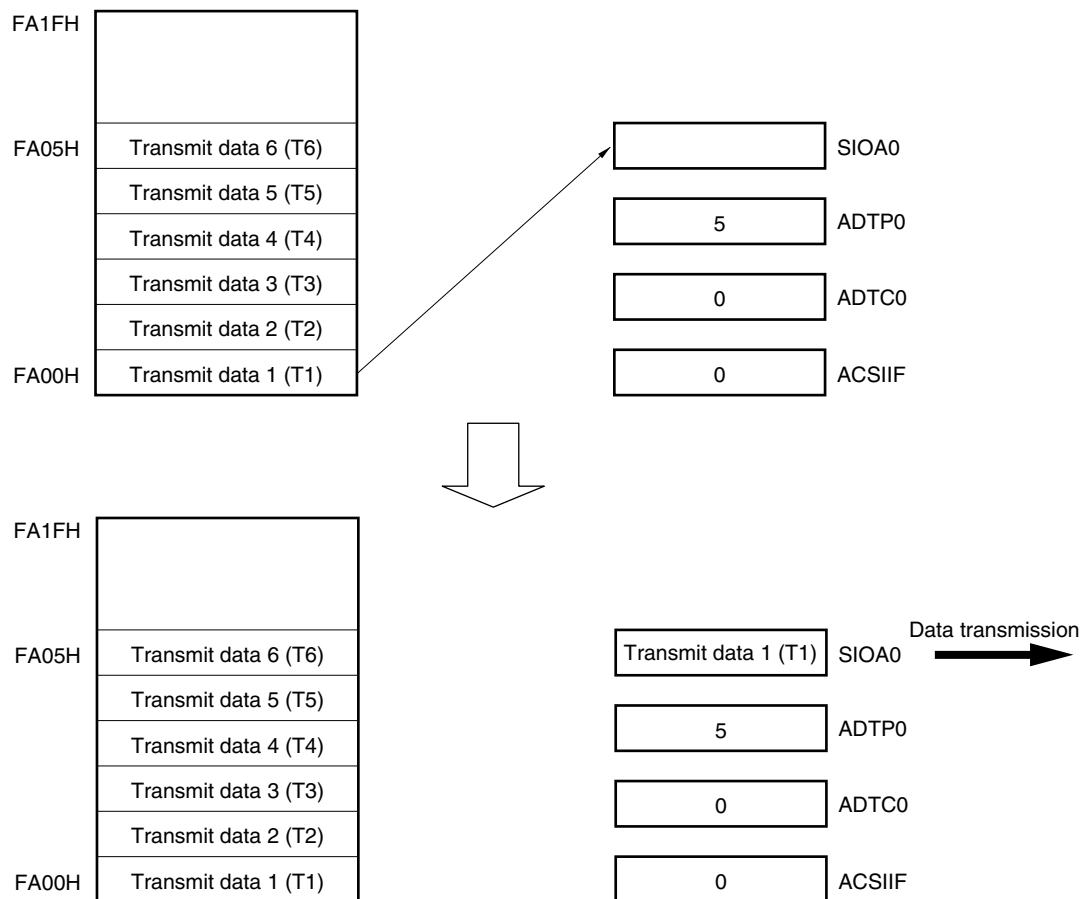 FA1FH
FA05H
Transmit data 6 (T6)
SIOA0
Transmit data 5 (T5)
Transmit data 4 (T4)
5
ADTP0
Transmit data 3 (T3)
0
ADTC0
Transmit data 2 (T2)
FA00H
Transmit data 1 (T1)
0
ACSIIF
FA1FH
Data transmission
FA05H
Transmit data 6 (T6)
Transmit data 1 (T1)
SIOA0
Transmit data 5 (T5)
Transmit data 4 (T4)
5
ADTP0
Transmit data 3 (T3)
0
ADTC0
Transmit data 2 (T2)
FA00H
Transmit data 1 (T1)
0
ACSIIF